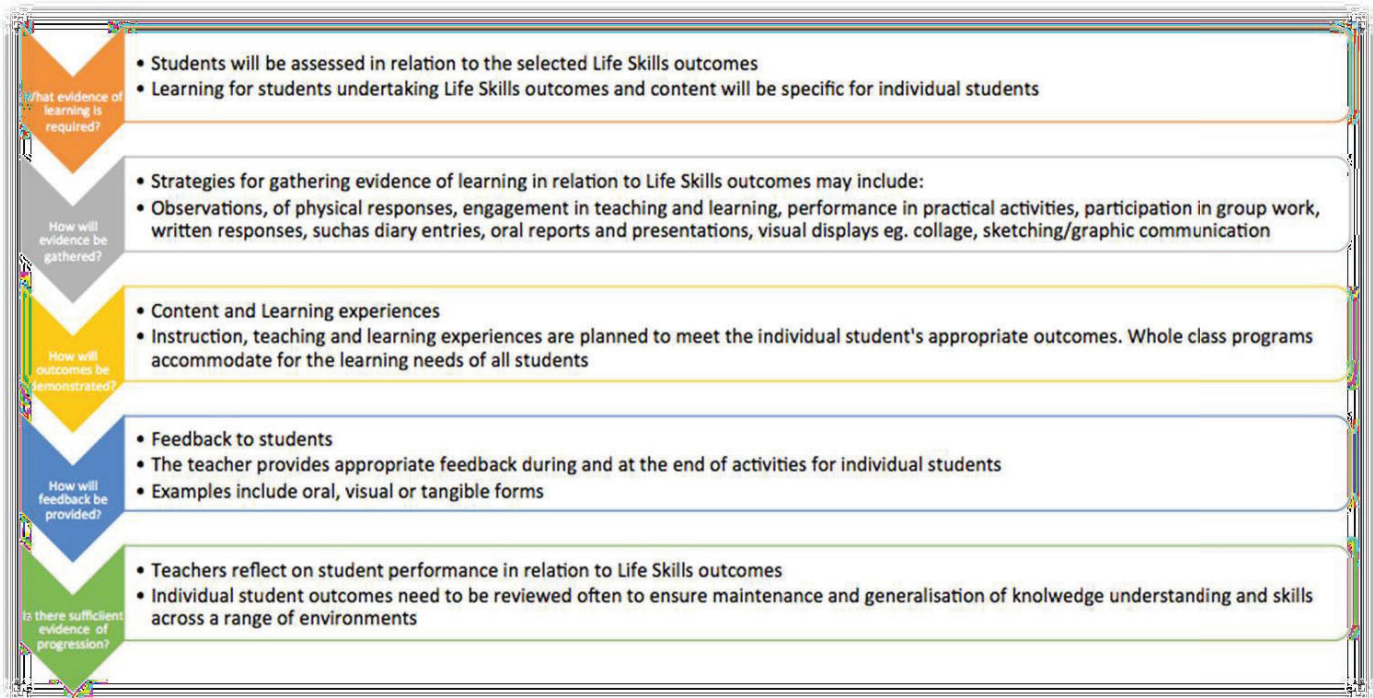 What evidence of
learning is
required?
• Students will be assessed in relation to the selected Life Skills outcomes
• Learning for students undertaking Life Skills outcomes and content will be specific for individual students
How will
evidence be
gathered?
• Strategies for gathering evidence of learning in relation to Life Skills outcomes may include:
• Observations, of physical responses, engagement in teaching and learning, performance in practical activities, participation in group work,
written responses, suchas diary entries, oral reports and presentations, visual displays eg. collage, sketching/graphic communication
How will
outcomes be
demonstrated?
• Content and Learning experiences
• Instruction, teaching and learning experiences are planned to meet the individual student's appropriate outcomes. Whole class programs
accommodate for the learning needs of all students
How will
feedback be
provided?
• Feedback to students
• The teacher provides appropriate feedback during and at the end of activities for individual students
• Examples include oral, visual or tangible forms
Is there sufficiient
evidence of
progression?
• Teachers reflect on student performance in relation to Life Skills outcomes
• Individual student outcomes need to be reviewed often to ensure maintenance and generalisation of knolwedge understanding and skills
across a range of environments